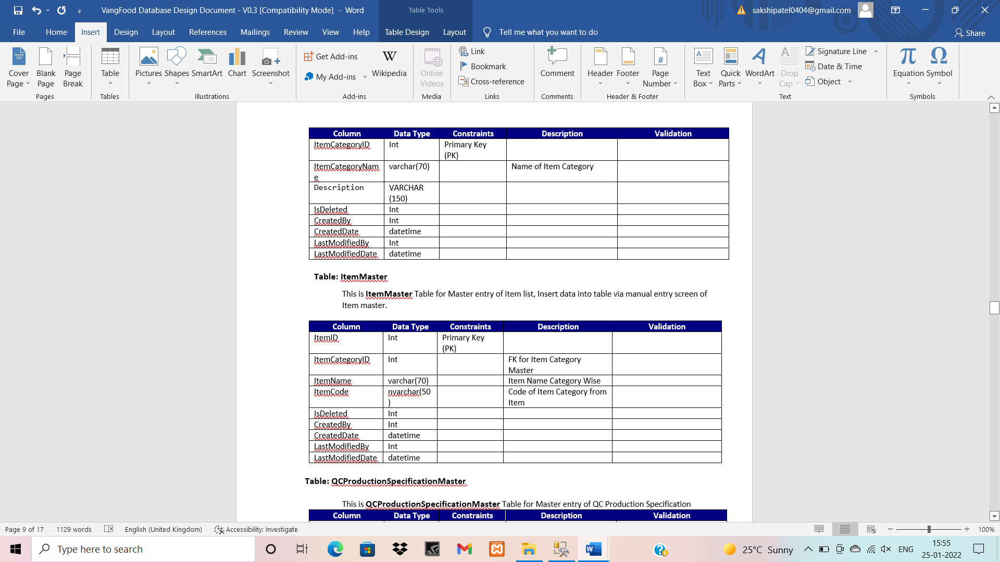 VangFood Database Design Document - V0.3 [Compatibility Mode] - Word
Table Tools
sakshipatel0404@gmail.com
File Home Insert Design Layout References Mailings Review View Help Table Design Layout Tell me what you want to do Share
Cover Page
Blank Page
Page Break
Pages
Table
Tables
Pictures Shapes SmartArt Chart Screenshot
Illustrations
Get Add-ins
My Add-ins
W
Wikipedia
Add-ins
Online Videos
Media
Link
Bookmark
Cross-reference
Links
Comment
Comments
Header Footer Page Number
Header & Footer
Text Box
Quick Parts
WordArt
Drop Cap
Signature Line
Date & Time
Object
Text
Equation Symbol
Symbols
Column Data Type Constraints Description Validation
ItemCategoryID Int Primary Key
(PK)
ItemCategoryNam varchar(70) Name of Item Category
e
Description VARCHAR
(150)
IsDeleted Int
CreatedBy Int
CreatedDate datetime
LastModifiedBy Int
LastModifiedDate datetime
Table: ItemMaster
This is ItemMaster Table for Master entry of item list, Insert data into table via manual entry screen of
Item master.
Column Data Type Constraints Description Validation
ItemID Int Primary Key
(PK)
ItemCategoryID Int FK for Item Category
Master
ItemName varchar(70) Item Name Category Wise
ItemCode nvarchar(50 Code of Item Category from
) Item
IsDeleted Int
CreatedBy Int
CreatedDate datetime
LastModifiedBy Int
LastModifiedDate datetime
Table: QCProductionSpecificationMaster
This is QCProductionSpecificationMaster Table for Master entry of QC Production Specification
Column Data Type Constraints Description Validation
Page 9 of 17 1129 words English (United Kingdom) Accessibility: Investigate 100%
Type here to search
25°C Sunny
ENG
15:55
25-01-2022